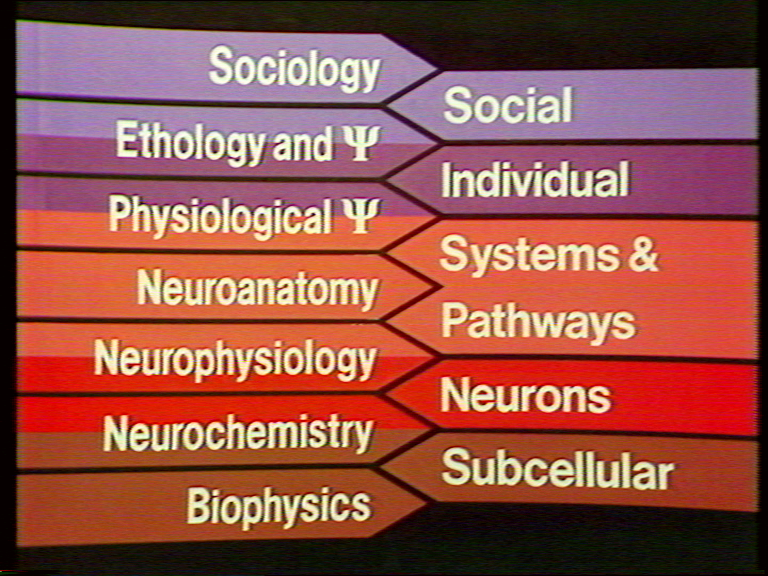 Sociology
Ethology and Ψ
Physiological Ψ
Neuroanatomy
Neurophysiology
Neurochemistry
Biophysics
Social
Individual
Systems &
Pathways
Neurons
Subcellular